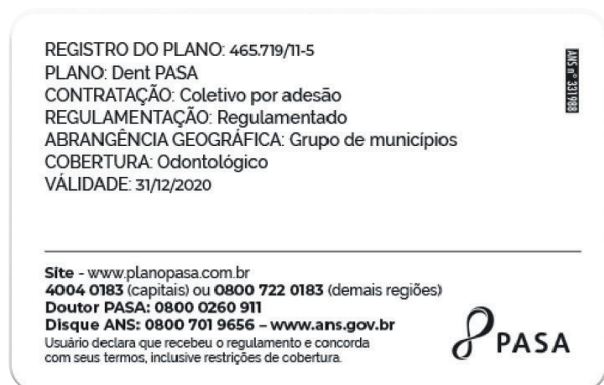 REGISTRO DO PLANO: 465.719/11-5
PLANO: Dent PASA
CONTRATAÇÃO: Coletivo por adesão
REGULAMENTAÇÃO: Regulamentado
ABRANGÊNCIA GEOGRÁFICA: Grupo de municípios
COBERTURA: Odontológico
VÁLIDADE: 31/12/2020
ANS nº 331988
Site - www.planopasa.com.br
4004 0183 (capitais) ou 0800 722 0183 (demais regiões)
Doutor PASA: 0800 0260 911
Disque ANS: 0800 701 9656 – www.ans.gov.br
Usuário declara que recebeu o regulamento e concorda
com seus termos, inclusive restrições de cobertura.
PASA